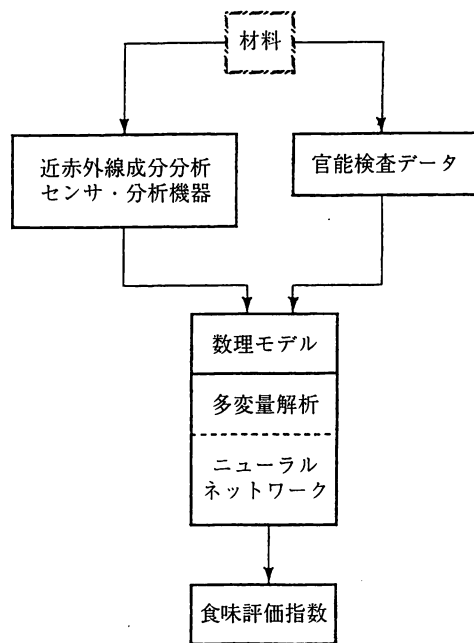 材料
近赤外線成分分析
センサ・分析機器
官能検査データ
数理モデル
多変量解析
ニューラル
ネットワーク
食味評価指数